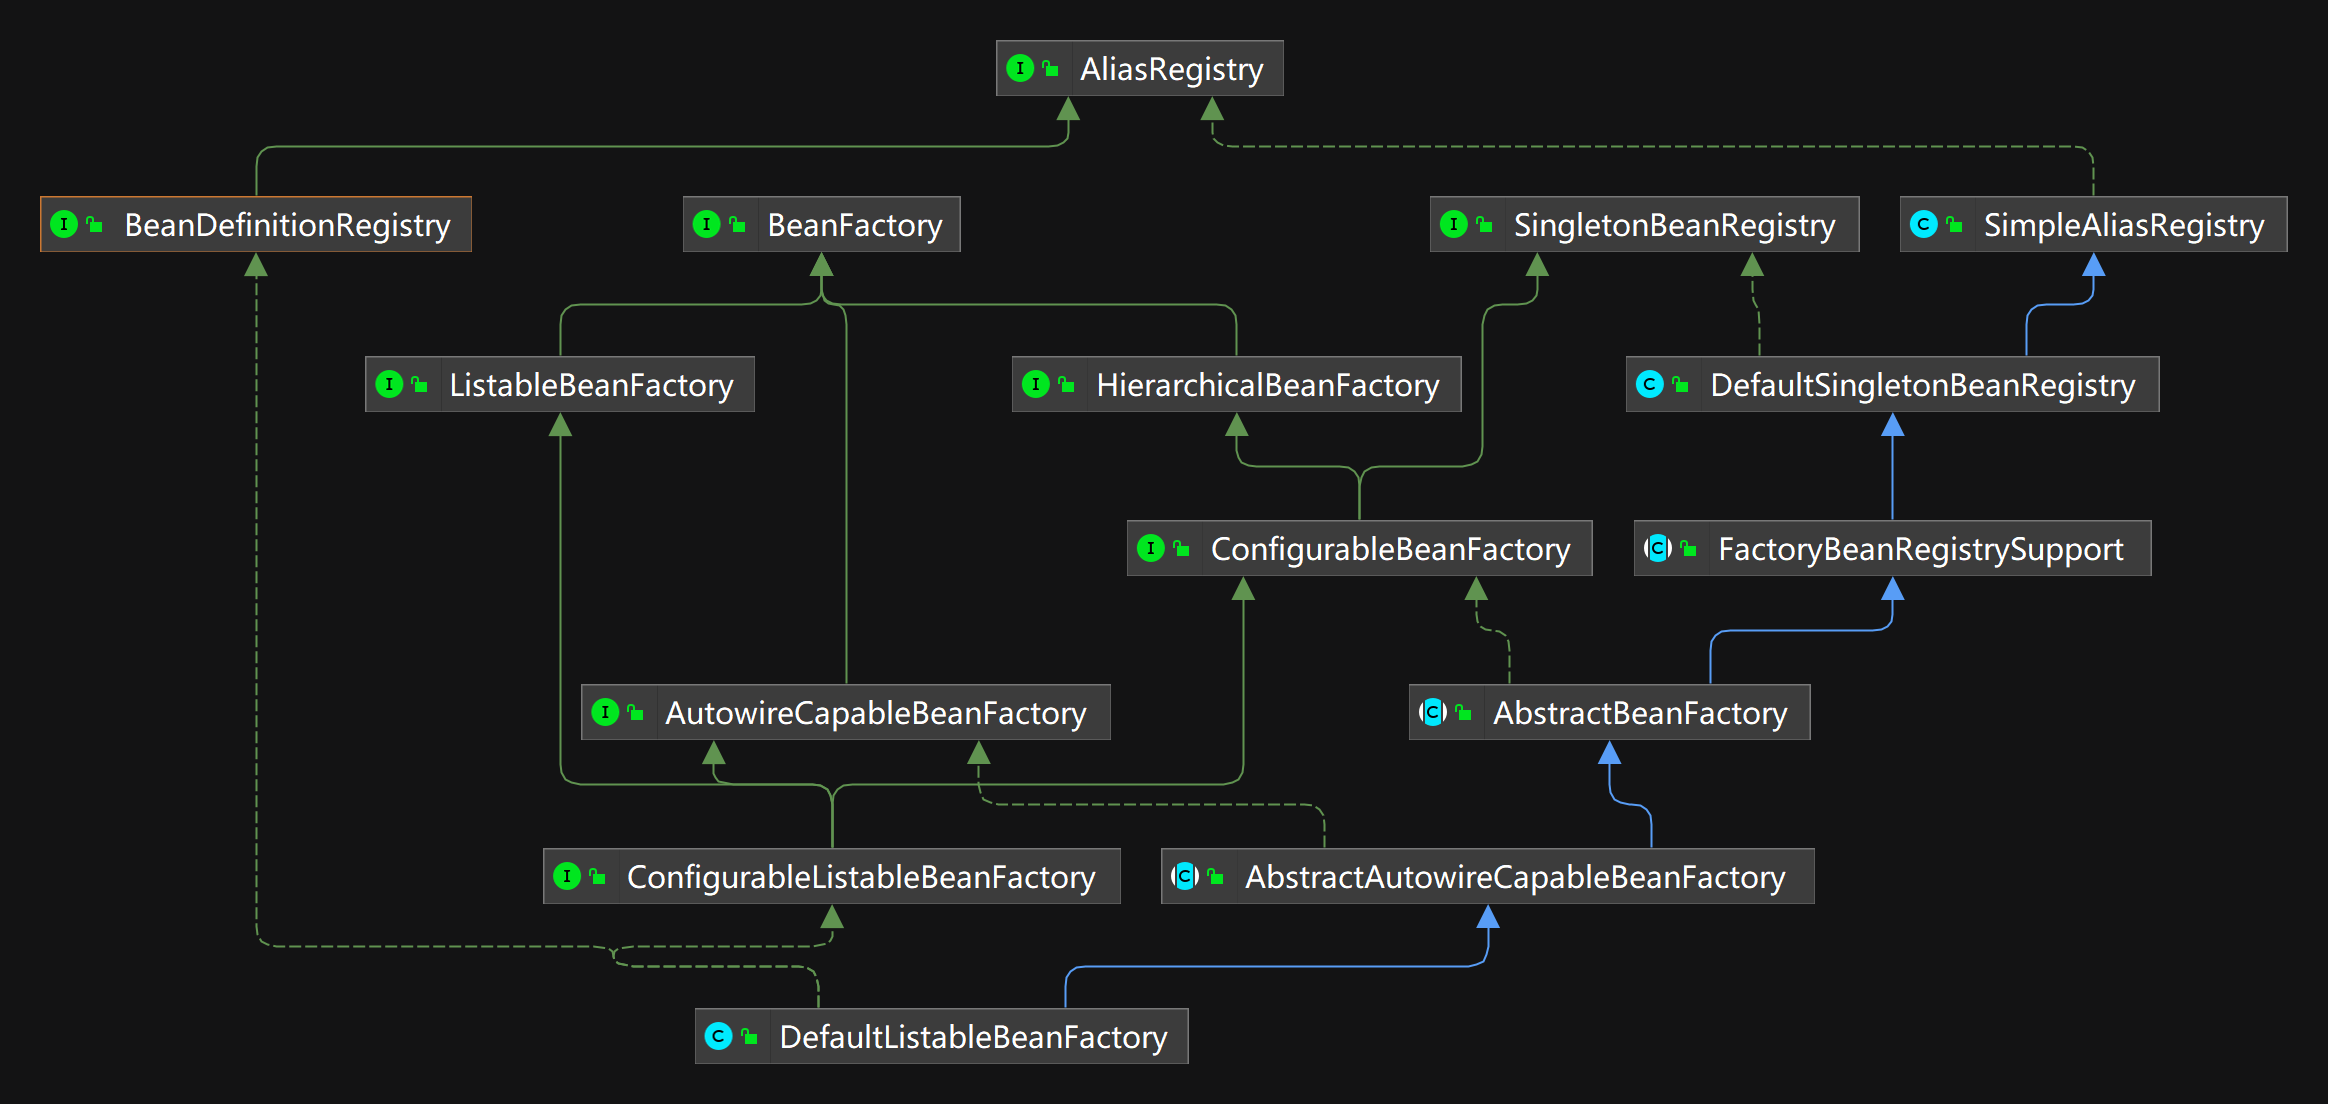 I AliasRegistry
I BeanDefinitionRegistry
I BeanFactory
I SingletonBeanRegistry
C SimpleAliasRegistry
I ListableBeanFactory
I HierarchicalBeanFactory
C DefaultSingletonBeanRegistry
I ConfigurableBeanFactory
C FactoryBeanRegistrySupport
I AutowireCapableBeanFactory
C AbstractBeanFactory
I ConfigurableListableBeanFactory
C AbstractAutowireCapableBeanFactory
C DefaultListableBeanFactory